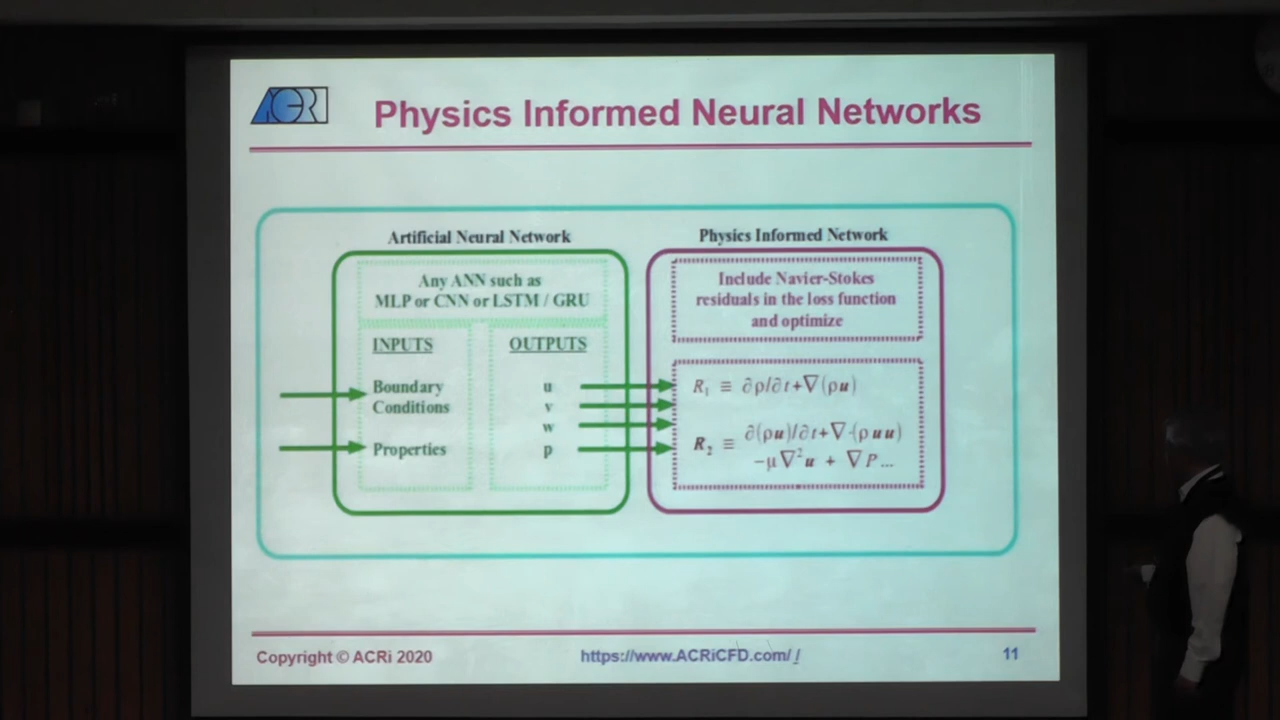 ACRi
Physics Informed Neural Networks
Artificial Neural Network
Any ANN such as
MLP or CNN or LSTM / GRU
INPUTS
Boundary
Conditions
Properties
OUTPUTS
u
v
w
p
Physics Informed Network
Include Navier-Stokes
residuals in the loss function
and optimize
R₁ ≡ ∂ρ/∂t+∇(ρu)
R₂ ≡ ∂(ρu)/∂t+∇·(ρuu)
−μ∇²u + ∇P...
Copyright © ACRi 2020
https://www.ACRiCFD.com/ /
11